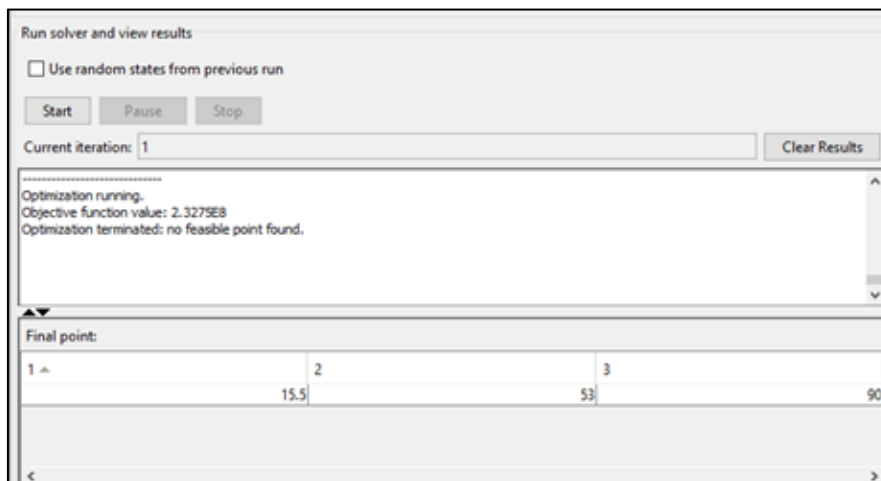 Run solver and view results
Use random states from previous run
Start Pause Stop
Current iteration: 1 Clear Results
------------------------------
Optimization running.
Objective function value: 2.3275E8
Optimization terminated: no feasible point found.
Final point:
1 2 3
15.5 53 90